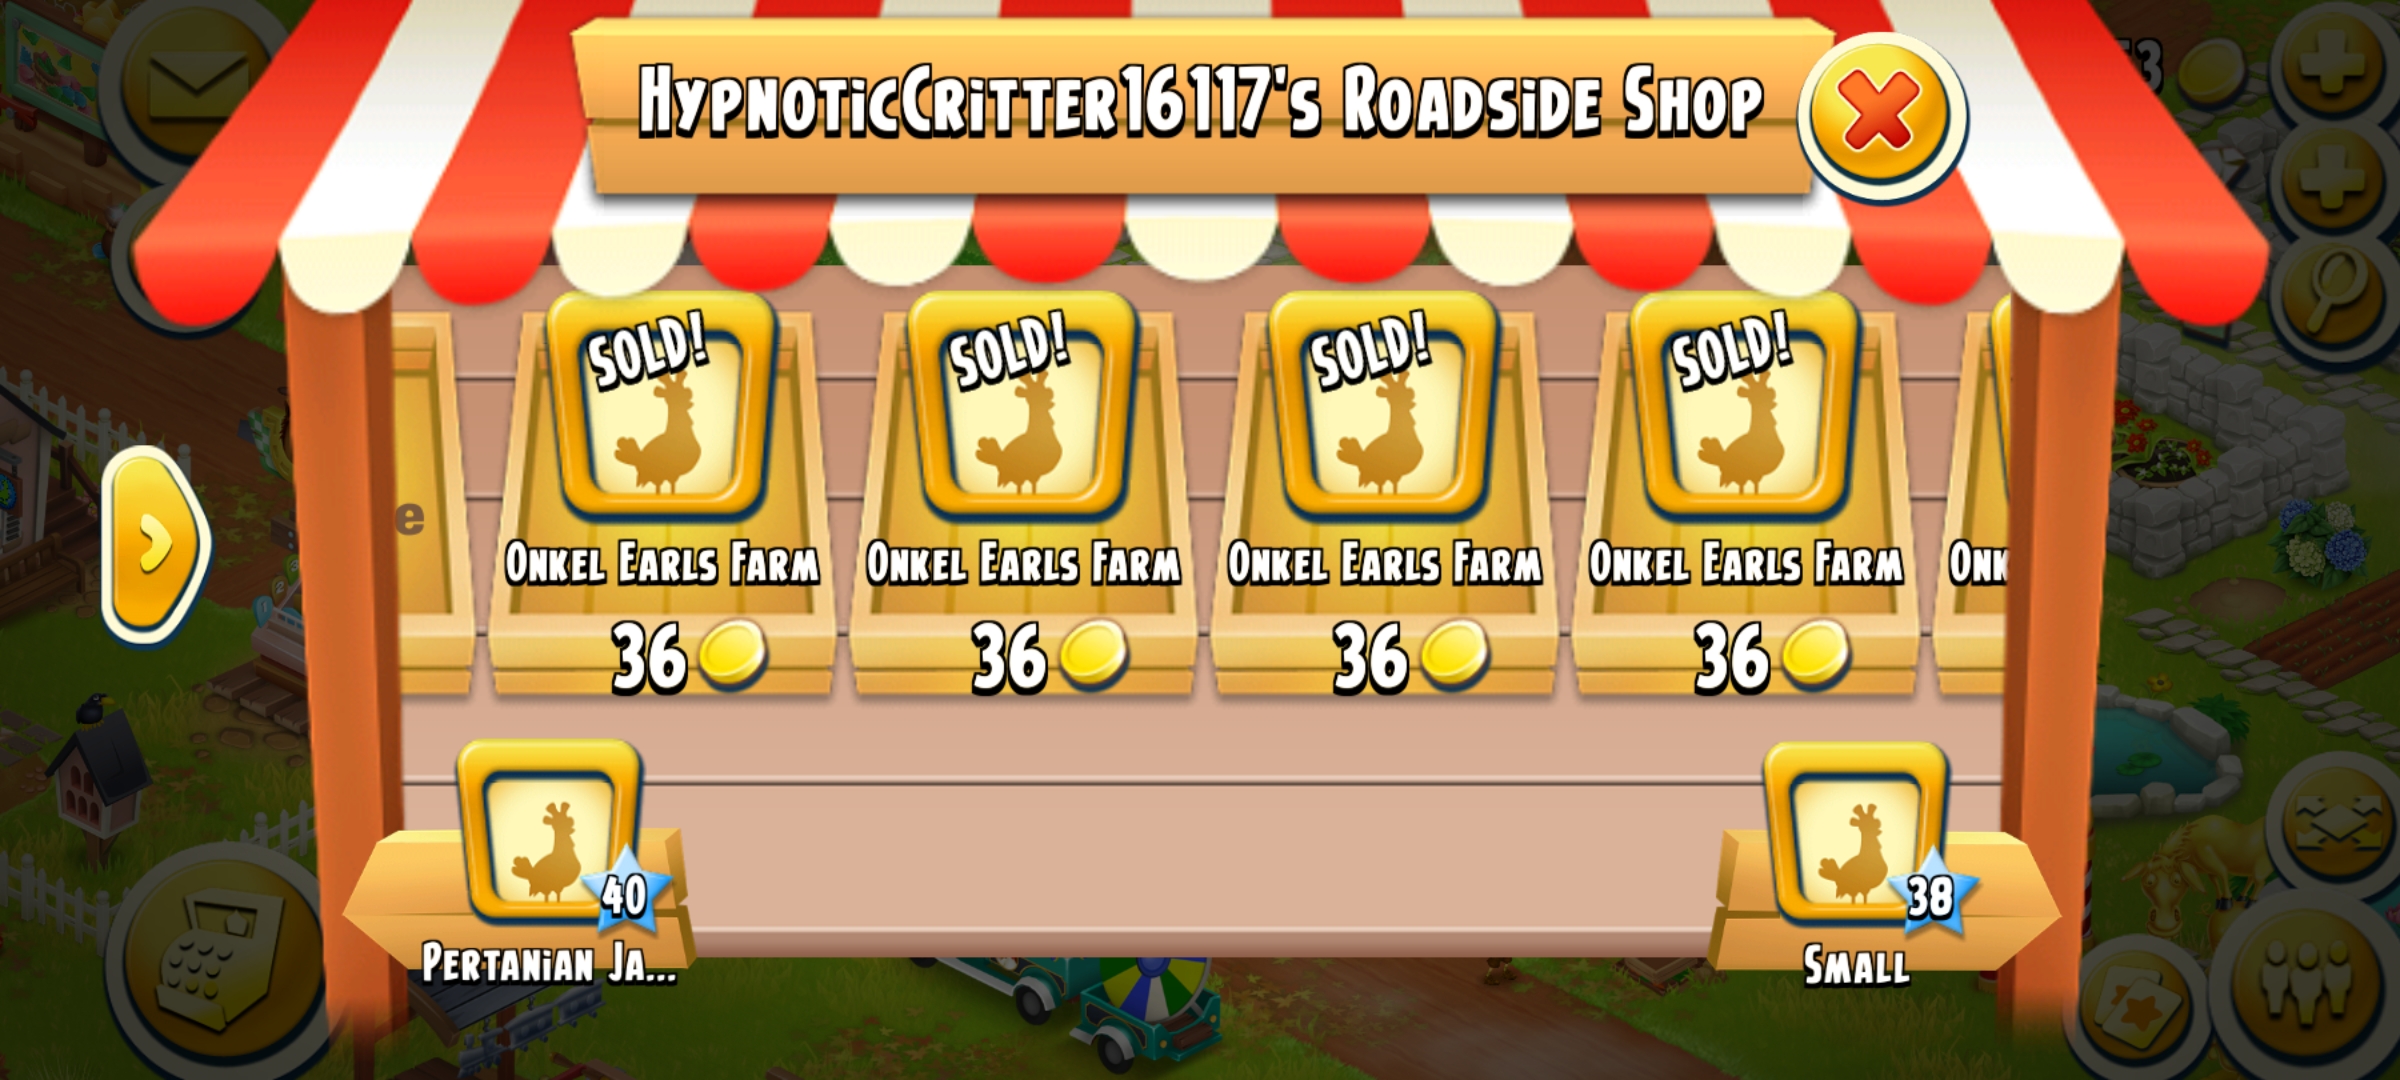 HypnoticCritter16117's Roadside Shop
SOLD! SOLD! SOLD! SOLD!
e
Onkel Earls Farm Onkel Earls Farm Onkel Earls Farm Onkel Earls Farm Onk
36 36 36 36
40 38
Pertanian Ja... Small